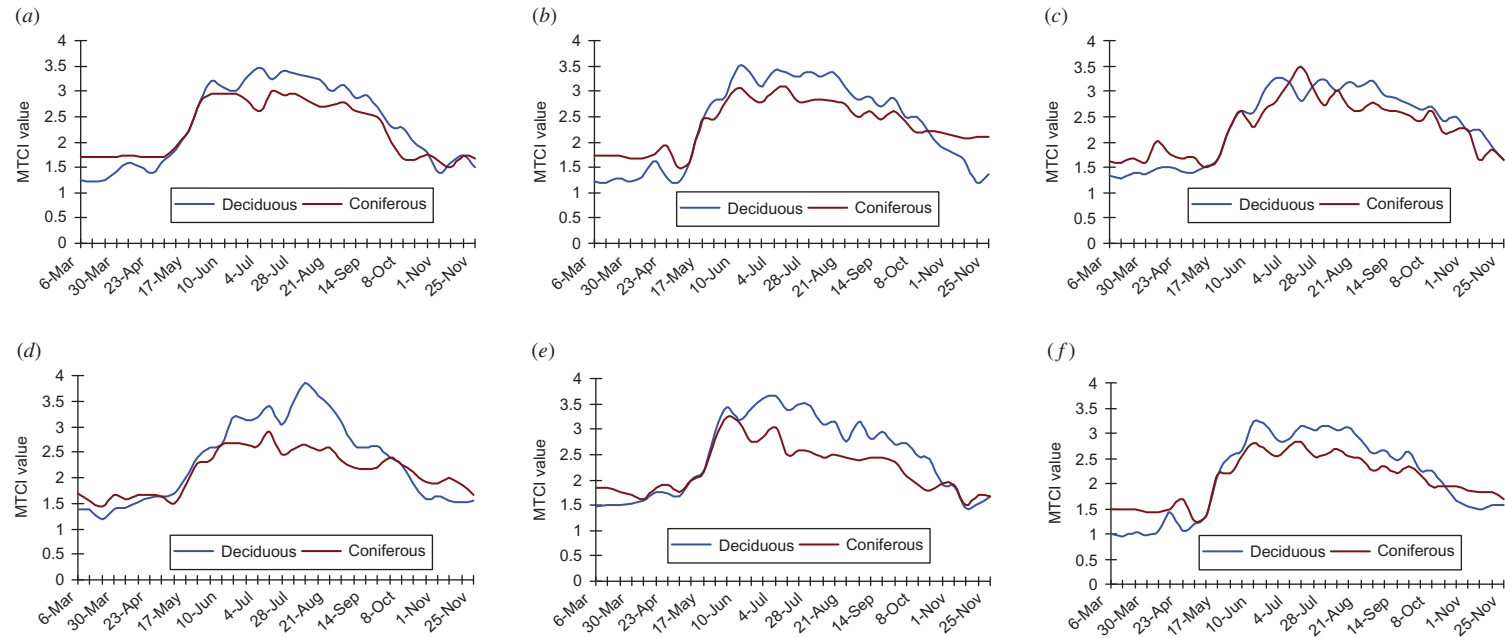 (a)
4
3.5
3
2.5
2
1.5
1
0.5
0
MTCI value
Deciduous Coniferous
6-Mar 30-Mar 23-Apr 17-May 10-Jun 4-Jul 28-Jul 21-Aug 14-Sep 8-Oct 1-Nov 25-Nov
(b)
4
3.5
3
2.5
2
1.5
1
0.5
0
MTCI value
Deciduous Coniferous
6-Mar 30-Mar 23-Apr 17-May 10-Jun 4-Jul 28-Jul 21-Aug 14-Sep 8-Oct 1-Nov 25-Nov
(c)
4
3.5
3
2.5
2
1.5
1
0.5
0
MTCI value
Deciduous Coniferous
6-Mar 30-Mar 23-Apr 17-May 10-Jun 4-Jul 28-Jul 21-Aug 14-Sep 8-Oct 1-Nov 25-Nov
(d)
4
3.5
3
2.5
2
1.5
1
0.5
0
MTCI value
Deciduous Coniferous
6-Mar 30-Mar 23-Apr 17-May 10-Jun 4-Jul 28-Jul 21-Aug 14-Sep 8-Oct 1-Nov 25-Nov
(e)
4
3.5
3
2.5
2
1.5
1
0.5
0
MTCI value
Deciduous Coniferous
6-Mar 30-Mar 23-Apr 17-May 10-Jun 4-Jul 28-Jul 21-Aug 14-Sep 8-Oct 1-Nov 25-Nov
(f)
4
3.5
3
2.5
2
1.5
1
0.5
0
MTCI value
Deciduous Coniferous
6-Mar 30-Mar 23-Apr 17-May 10-Jun 4-Jul 28-Jul 21-Aug 14-Sep 8-Oct 1-Nov 25-Nov